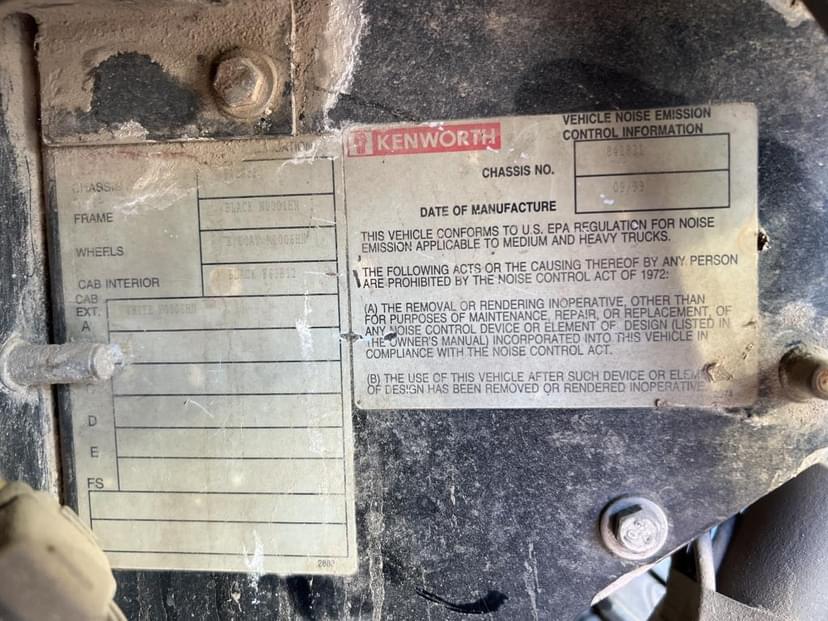 CHASSIS
FRAME
BLACK N0001HN
WHEELS
CAB INTERIOR
CAB
EXT.
A
D
E
FS
2803
KENWORTH
VEHICLE NOISE EMISSION
CONTROL INFORMATION
CHASSIS NO.
DATE OF MANUFACTURE
09/99
THIS VEHICLE CONFORMS TO U.S. EPA REGULATION FOR NOISE
EMISSION APPLICABLE TO MEDIUM AND HEAVY TRUCKS.
THE FOLLOWING ACTS OR THE CAUSING THEREOF BY ANY PERSON
ARE PROHIBITED BY THE NOISE CONTROL ACT OF 1972:
(A) THE REMOVAL OR RENDERING INOPERATIVE, OTHER THAN
FOR PURPOSES OF MAINTENANCE, REPAIR, OR REPLACEMENT, OF
ANY NOISE CONTROL DEVICE OR ELEMENT OF DESIGN (LISTED IN
THE OWNER'S MANUAL) INCORPORATED INTO THIS VEHICLE IN
COMPLIANCE WITH THE NOISE CONTROL ACT.
(B) THE USE OF THIS VEHICLE AFTER SUCH DEVICE OR
OF DESIGN HAS BEEN REMOVED OR RENDERED INOPERATIVE